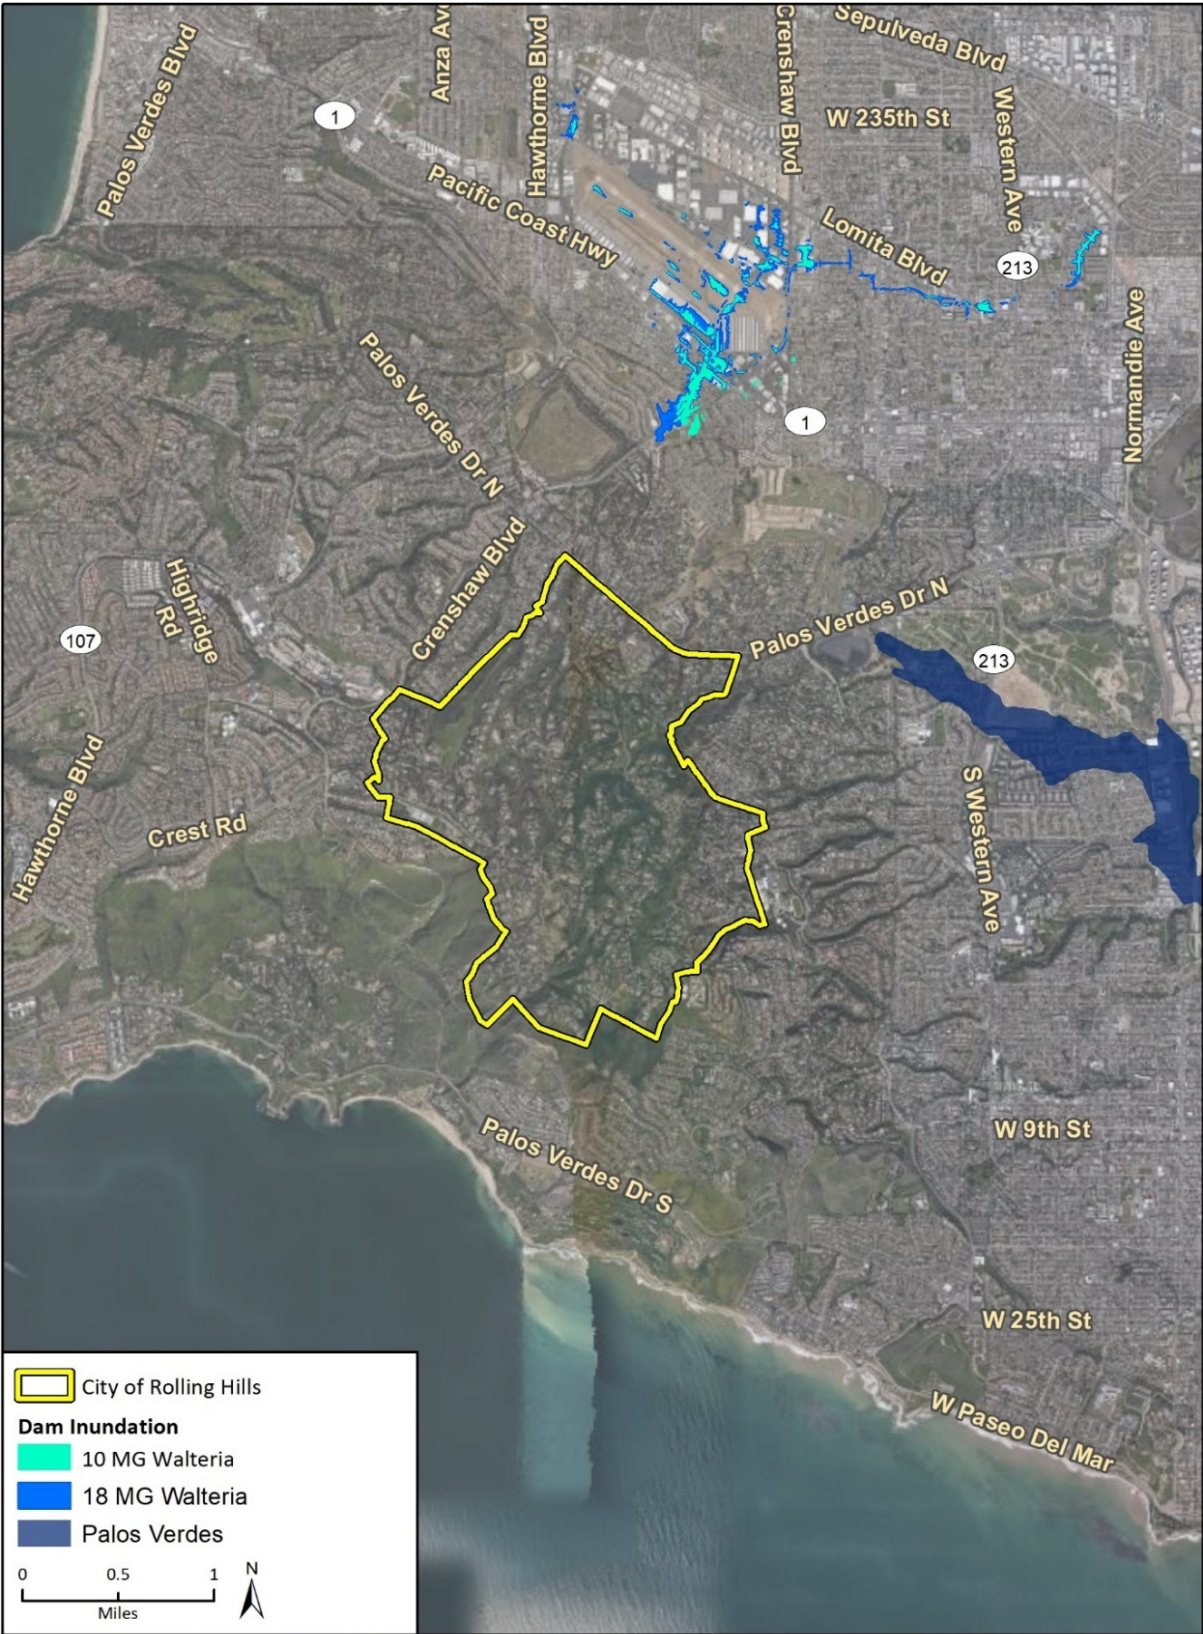 Sepulveda Blvd
Palos Verdes Blvd
Anza Av
Hawthorne Blvd
Crenshaw Blvd
Western Ave
W 235th St
1
Pacific Coast Hwy
Lomita Blvd
213
Normandie Ave
Palos Verdes Dr N
1
Crenshaw Blvd
Highridge
Rd
107
Palos Verdes Dr N
213
Hawthorne Blvd
Crest Rd
S Western Ave
W 9th St
Palos Verdes Dr S
W 25th St
W Paseo Del Mar
City of Rolling Hills
Dam Inundation
10 MG Walteria
18 MG Walteria
Palos Verdes
0 0.5 1
Miles
N